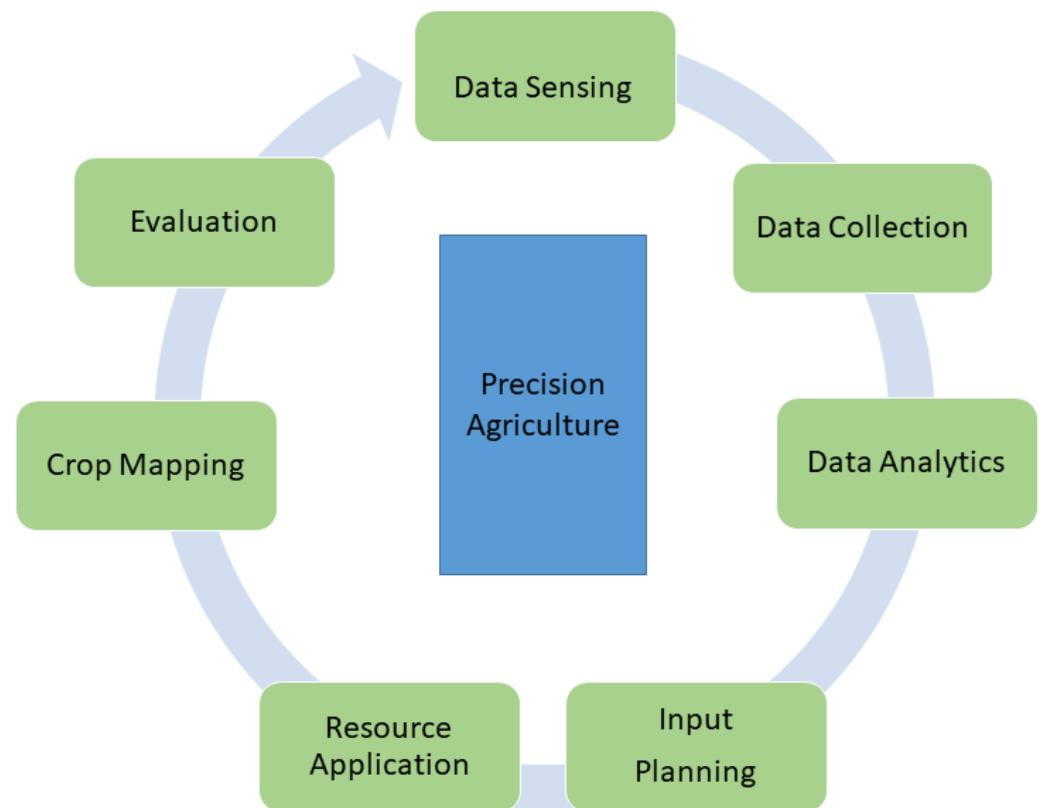 Data Sensing
Data Collection
Data Analytics
Input
Planning
Resource
Application
Crop Mapping
Evaluation
Precision
Agriculture